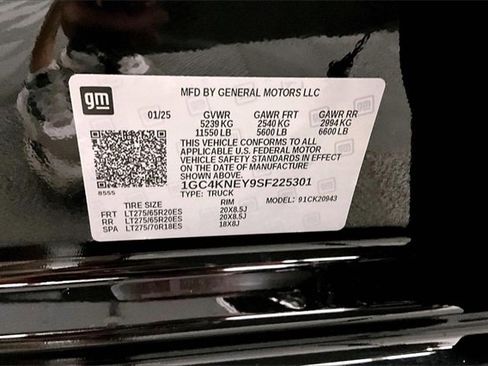 gm
MFD BY GENERAL MOTORS LLC
01/25 GVWR GAWR FRT GAWR RR
5239 KG 2540 KG 2994 KG
11550 LB 5600 LB 6600 LB
THIS VEHICLE CONFORMS TO ALL
APPLICABLE U.S. FEDERAL MOTOR
VEHICLE SAFETY STANDARDS IN EFFECT
ON THE DATE OF MANUFACTURE
SHOWN ABOVE.
8555 1GC4KNEY9SF225301
TYPE: TRUCK
TIRE SIZE RIM MODEL: 91CK20943
FRT LT275/65R20ES 20X8.5J
RR LT275/65R20ES 20X8.5J
SPA LT275/70R18ES 18X8J